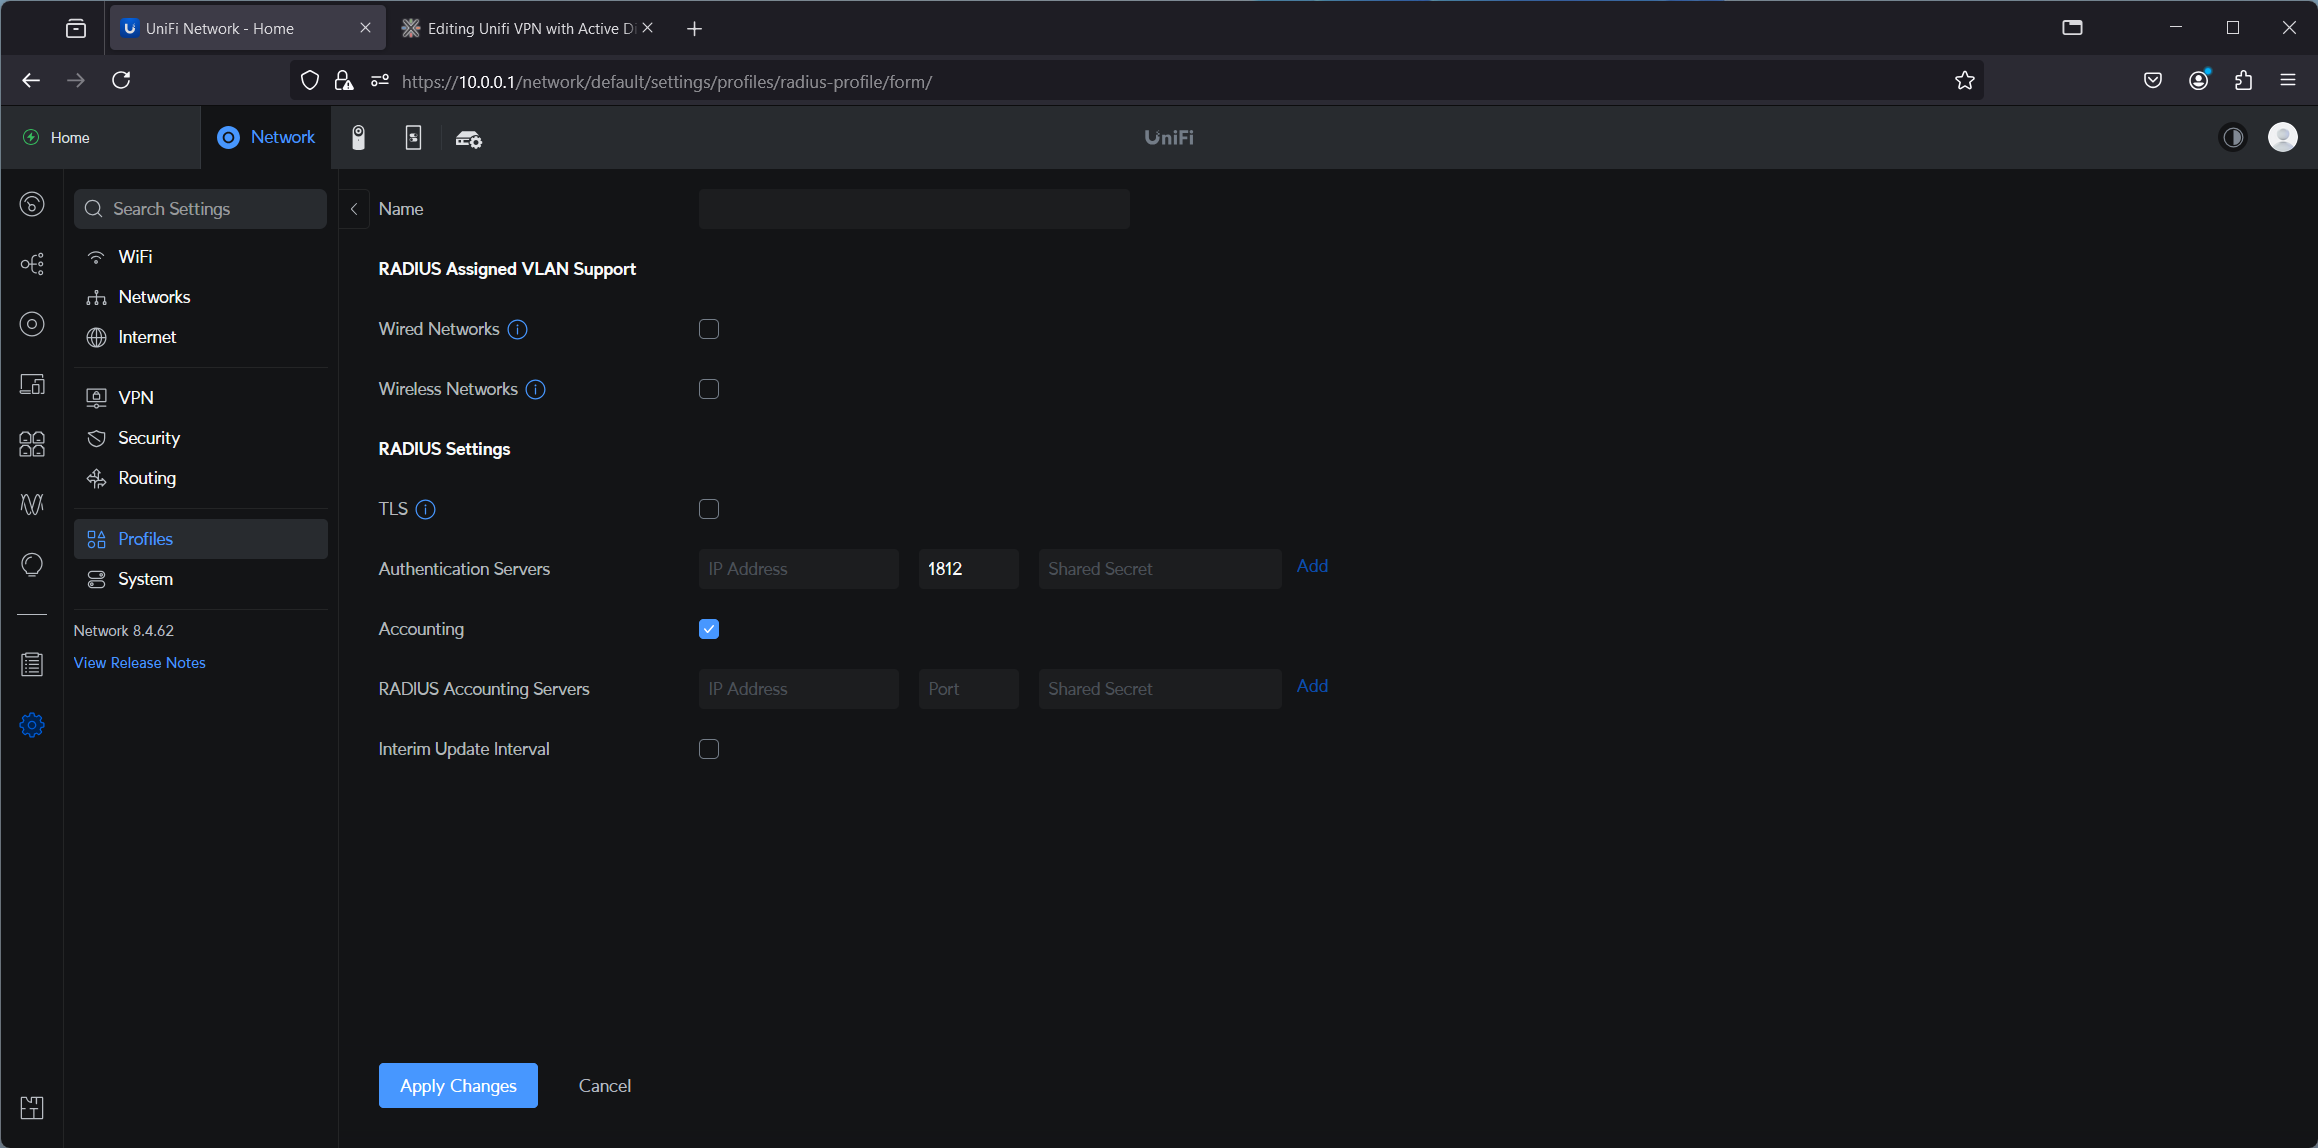 UniFi Network - Home
Editing Unifi VPN with Active Di
https://10.0.0.1/network/default/settings/profiles/radius-profile/form/
Home
Network
UniFi
Search Settings
WiFi
Networks
Internet
VPN
Security
Routing
Profiles
System
Network 8.4.62
View Release Notes
Name
RADIUS Assigned VLAN Support
Wired Networks
Wireless Networks
RADIUS Settings
TLS
Authentication Servers IP Address 1812 Shared Secret Add
Accounting
RADIUS Accounting Servers IP Address Port Shared Secret Add
Interim Update Interval
Apply Changes Cancel